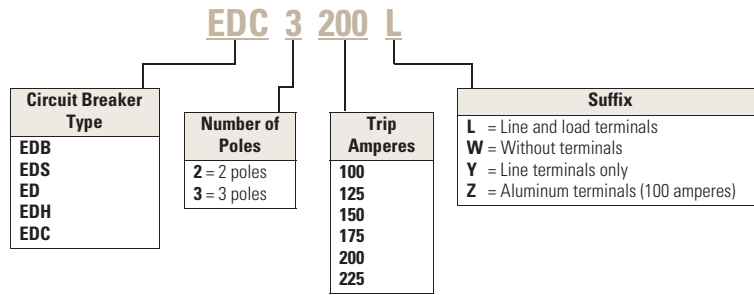 EDC 3 200 L
Circuit Breaker
Type
EDB
EDS
ED
EDH
EDC
Number of
Poles
2 = 2 poles
3 = 3 poles
Trip
Amperes
100
125
150
175
200
225
Suffix
L = Line and load terminals
W = Without terminals
Y = Line terminals only
Z = Aluminum terminals (100 amperes)